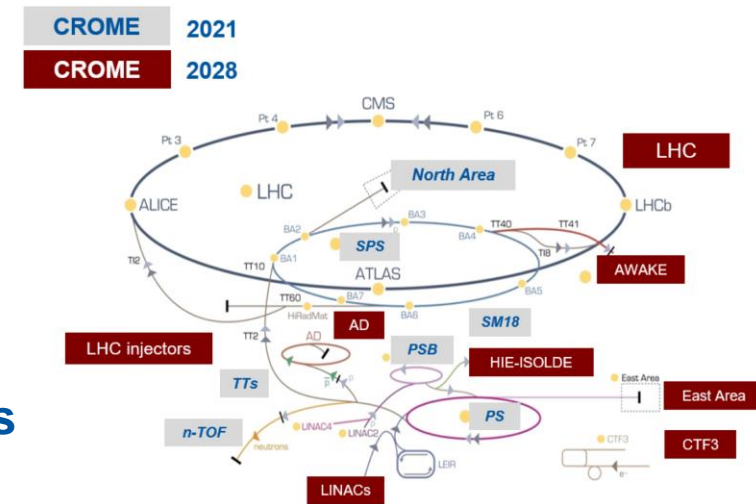 CROME 2021
CROME 2028
CMS
Pt 4
Pt 6
Pt 3
Pt 7
LHC
North Area
LHC
ALICE
LHCb
BA3
BA2
TT40
TT41
BA4
SPS
TT10
BA1
TI8
TI2
ATLAS
AWAKE
TT60
BA7
BA5
HiRadMat
BA6
SM18
AD
TT2
AD
LHC injectors
PSB
HIE-ISOLDE
TTs
East Area
East Area
s
PS
n-TOF
LINAC4
neutrons
LINAC2
CTF3
CTF3
LEIR
e-
LINACs